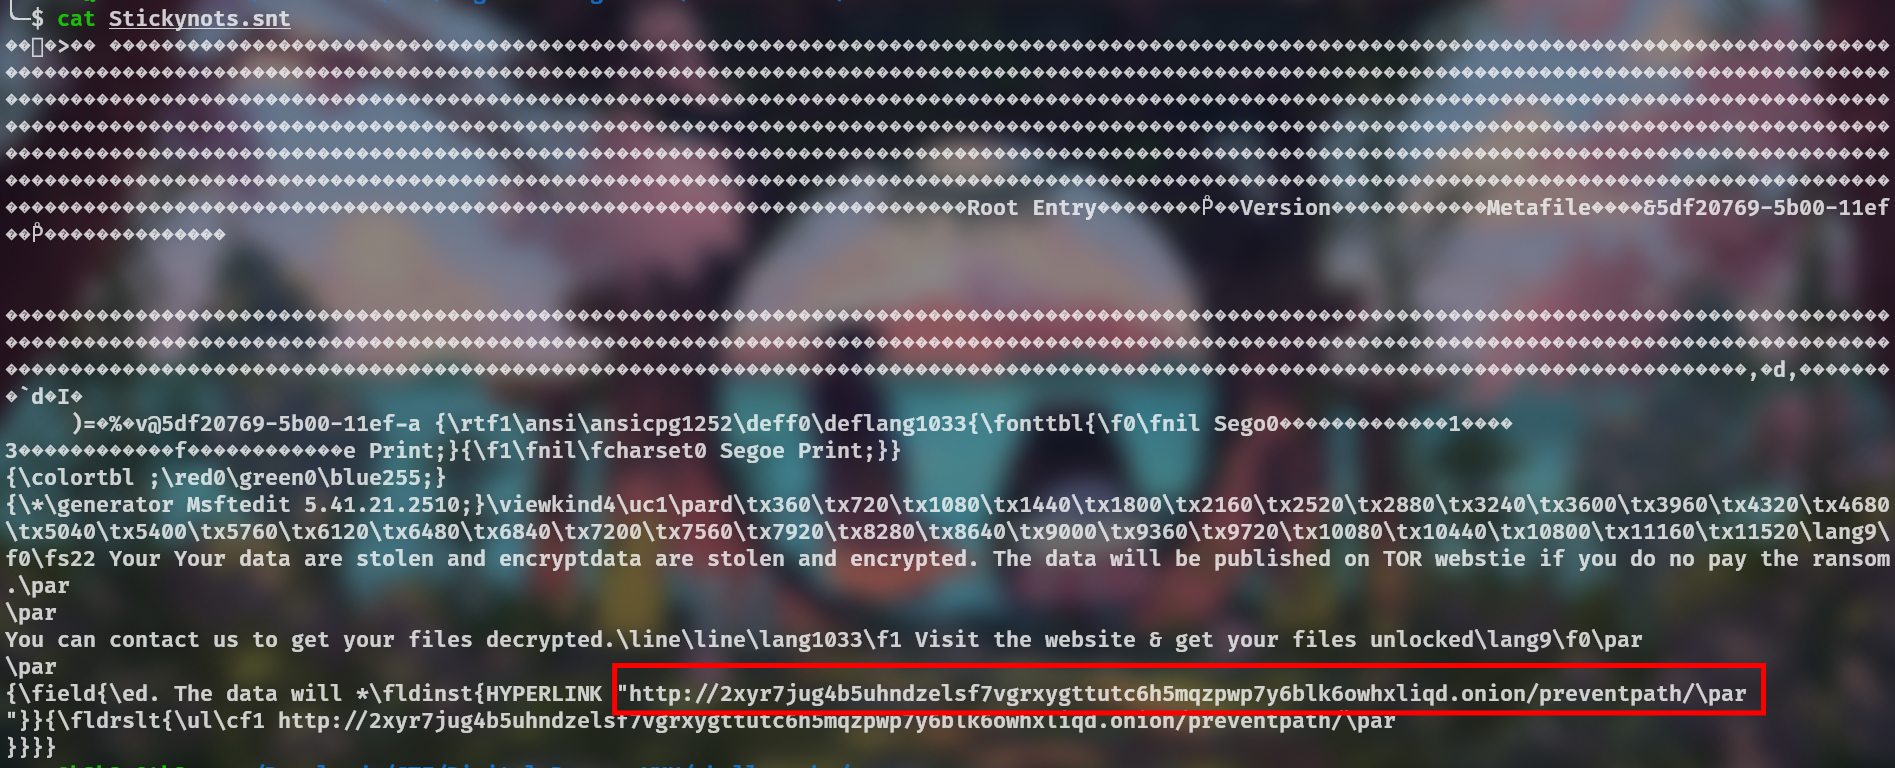 └─$ cat Stickynots.snt
>
Root Entry Version Metafile &5df20769-5b00-11ef
,d,
`d I
)= % v@5df20769-5b00-11ef-a {\rtf1\ansi\ansicpg1252\deff0\deflang1033{\fonttbl{\f0\fnil Sego0 1
3 f e Print;}{\f1\fnil\fcharset0 Segoe Print;}}
{\colortbl ;\red0\green0\blue255;}
{\*\generator Msftedit 5.41.21.2510;}\viewkind4\uc1\pard\tx360\tx720\tx1080\tx1440\tx1800\tx2160\tx2520\tx2880\tx3240\tx3600\tx3960\tx4320\tx4680
\tx5040\tx5400\tx5760\tx6120\tx6480\tx6840\tx7200\tx7560\tx7920\tx8280\tx8640\tx9000\tx9360\tx9720\tx10080\tx10440\tx10800\tx11160\tx11520\lang9\
f0\fs22 Your Your data are stolen and encryptdata are stolen and encrypted. The data will be published on TOR webstie if you do no pay the ransom
.\par
\par
You can contact us to get your files decrypted.\line\line\lang1033\f1 Visit the website & get your files unlocked\lang9\f0\par
\par
{\field{\ed. The data will *\fldinst{HYPERLINK "http://2xyr7jug4b5uhndzelsf7vgrxygttutc6h5mqzpwp7y6blk6owhxliqd.onion/preventpath/\par
"}}{\fldrslt{\ul\cf1 http://2xyr7jug4b5uhndzelsf7vgrxygttutc6h5mqzpwp7y6blk6owhxliqd.onion/preventpath/\par
}}}}